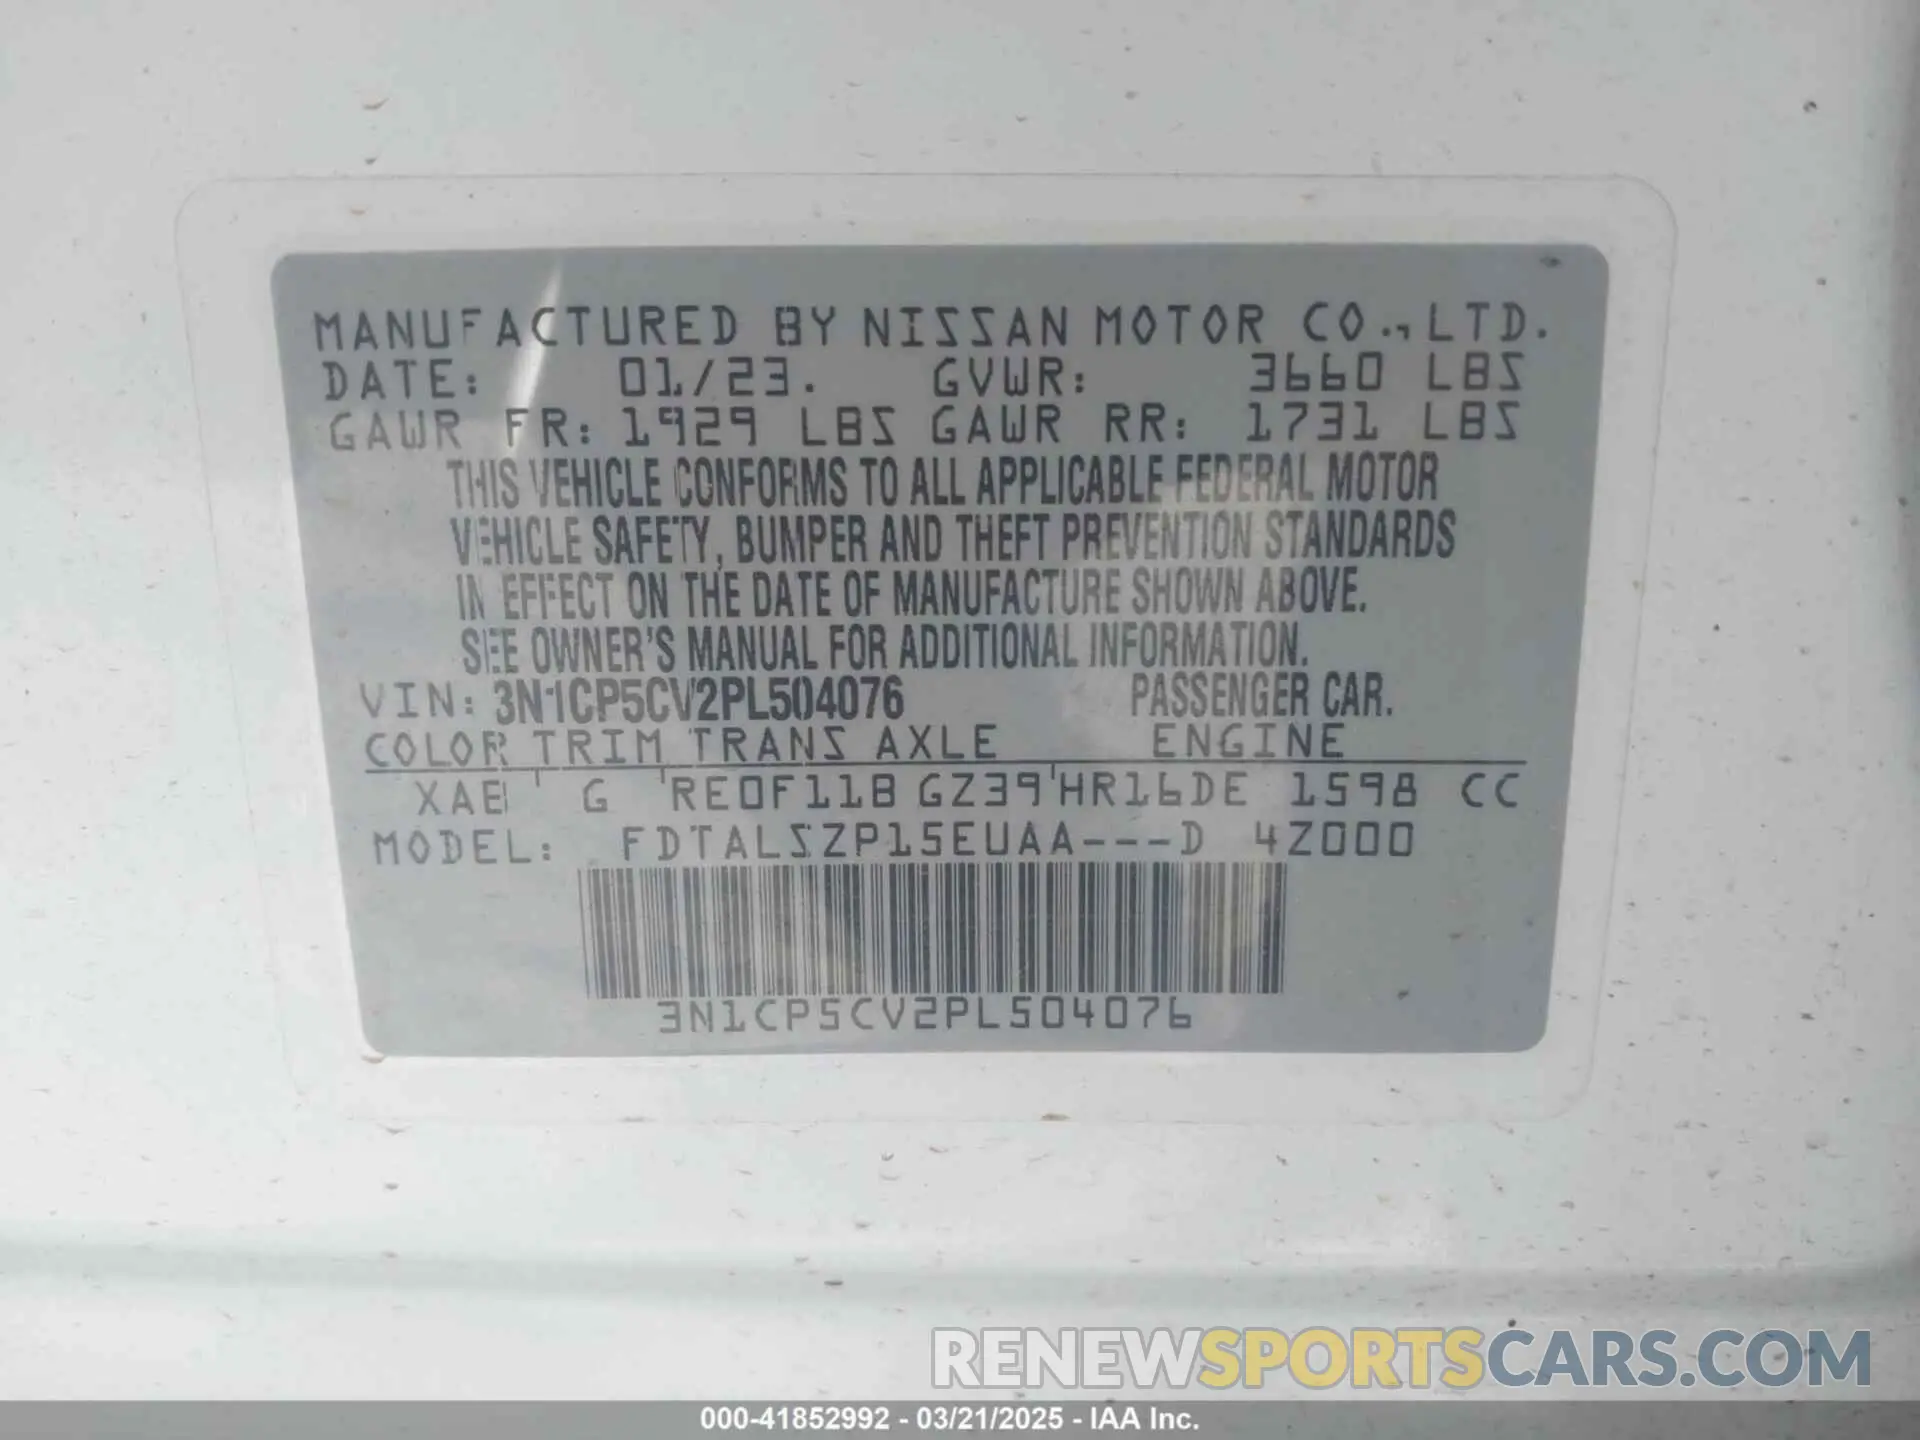 MANUFACTURED BY NISSAN MOTOR CO., LTD.
DATE: 01/23. GVWR: 3660 LBS
GAWR FR: 1929 LBS GAWR RR: 1731 LBS
THIS VEHICLE CONFORMS TO ALL APPLICABLE FEDERAL MOTOR
VEHICLE SAFETY, BUMPER AND THEFT PREVENTION STANDARDS
IN EFFECT ON THE DATE OF MANUFACTURE SHOWN ABOVE.
SEE OWNER'S MANUAL FOR ADDITIONAL INFORMATION.
VIN: 3N1CP5CV2PL504076 PASSENGER CAR.
COLOR TRIM TRANS AXLE ENGINE
XAB G RE0F11B GZ39 HR16DE 1598 CC
MODEL: FDTALSZP15EUAA---D 4Z000
3N1CP5CV2PL504076
RENEWSPORTSCARS.COM
000-41852992 - 03/21/2025 - IAA Inc.